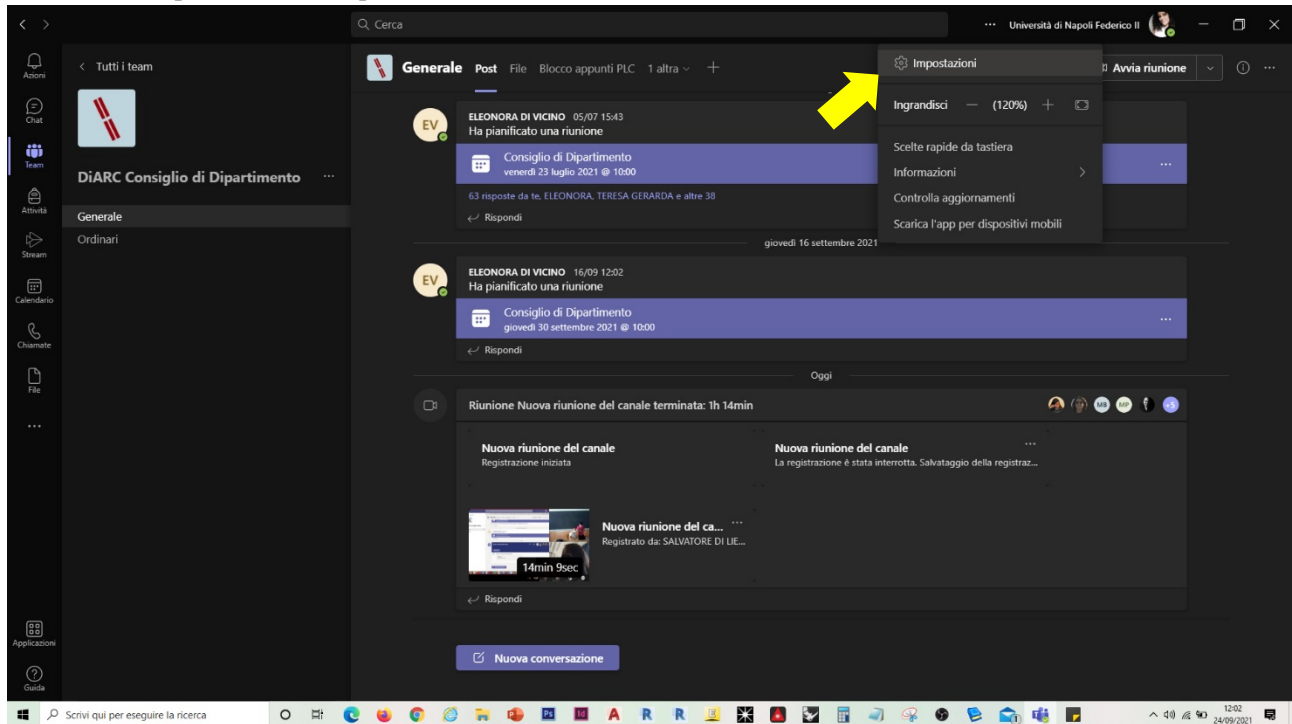 Cerca
Università di Napoli Federico II
Azioni
Chat
Team
Attività
Stream
Calendario
Chiamate
File
Applicazioni
Guida
Tutti i team
DiARC Consiglio di Dipartimento
Generale
Ordinari
Generale Post File Blocco appunti PLC 1 altra
Avvia riunione
Impostazioni
Ingrandisci — (120%) +
Scelte rapide da tastiera
Informazioni
Controlla aggiornamenti
Scarica l'app per dispositivi mobili
EV
ELEONORA DI VICINO 05/07 15:43
Ha pianificato una riunione
Consiglio di Dipartimento
venerdì 23 luglio 2021 @ 10:00
63 risposte da te, ELEONORA, TERESA GERARDA e altre 38
Rispondi
giovedì 16 settembre 2021
EV
ELEONORA DI VICINO 16/09 12:02
Ha pianificato una riunione
Consiglio di Dipartimento
giovedì 30 settembre 2021 @ 10:00
Rispondi
Oggi
Riunione Nuova riunione del canale terminata: 1h 14min
MB MP +5
Nuova riunione del canale
Registrazione iniziata
Nuova riunione del canale
La registrazione è stata interrotta. Salvataggio della registraz...
Nuova riunione del ca...
Registrato da: SALVATORE DI LIE...
14min 9sec
Rispondi
Nuova conversazione
Scrivi qui per eseguire la ricerca
12:02
24/09/2021